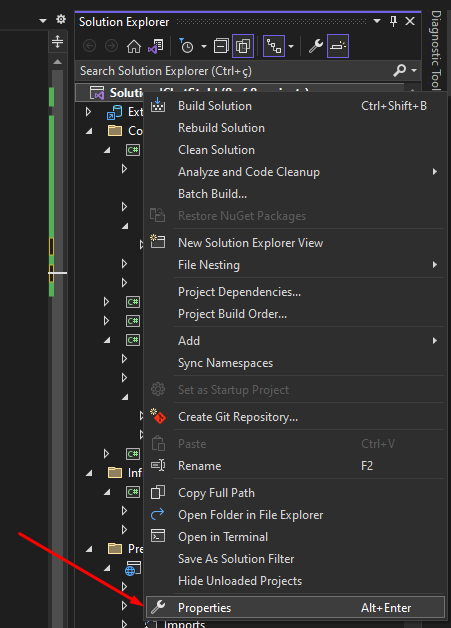 Solution Explorer
Diagnostic Tool
Search Solution Explorer (Ctrl+ç)
Build Solution Ctrl+Shift+B
Ext
Rebuild Solution
Co
Clean Solution
C#
Analyze and Code Cleanup
Batch Build...
Restore NuGet Packages
New Solution Explorer View
File Nesting
Project Dependencies...
C#
Project Build Order...
C#
Add
C#
Sync Namespaces
Set as Startup Project
Create Git Repository...
Paste Ctrl+V
C#
Rename F2
Inf
Copy Full Path
C#
Open Folder in File Explorer
Open in Terminal
Pre
Save As Solution Filter
Hide Unloaded Projects
Properties Alt+Enter
Imports